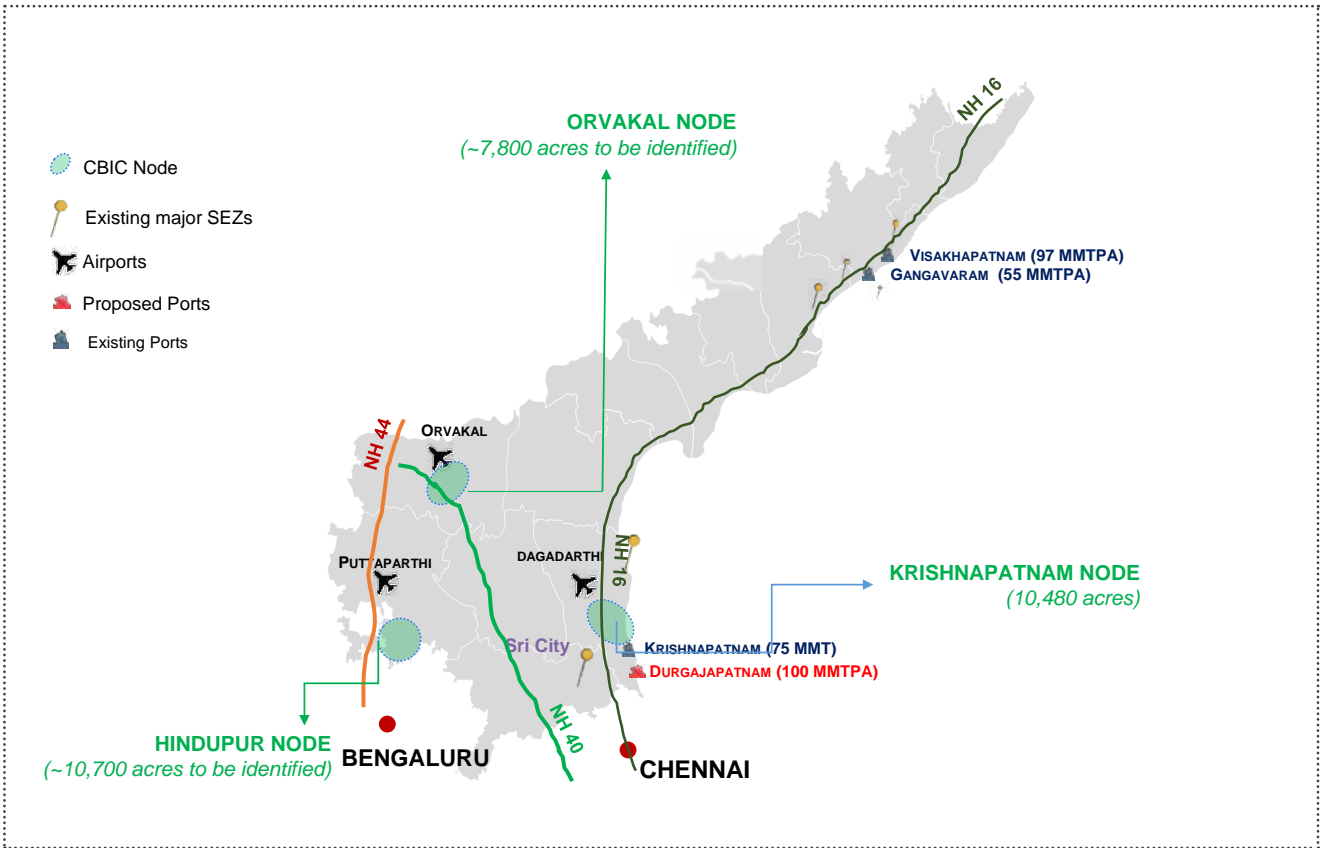 NH 16
ORVAKAL NODE
(~7,800 acres to be identified)
CBIC Node
Existing major SEZs
Airports
Proposed Ports
Existing Ports
VISAKHAPATNAM (97 MMTPA)
GANGAVARAM (55 MMTPA)
NH 44
ORVAKAL
PUTTAPARTHI
DAGADARTHI
NH 16
KRISHNAPATNAM NODE
(10,480 acres)
Sri City
KRISHNAPATNAM (75 MMT)
DURGAJAPATNAM (100 MMTPA)
NH 40
HINDUPUR NODE
(~10,700 acres to be identified)
BENGALURU
CHENNAI